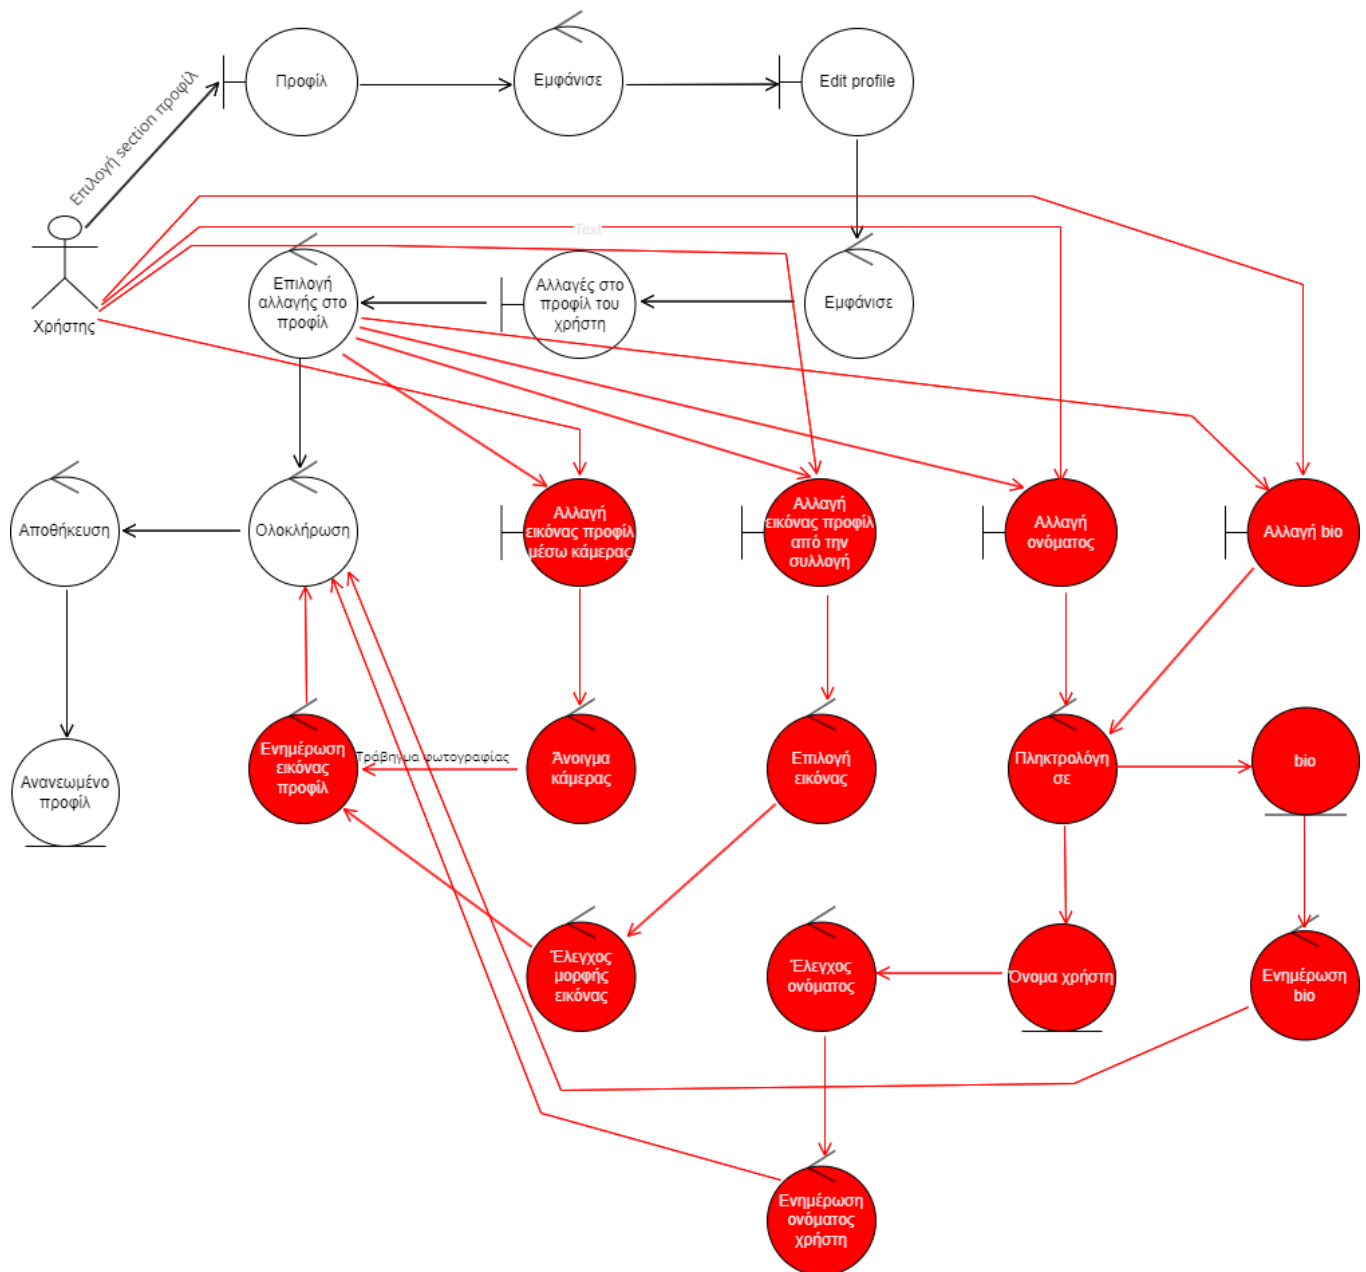 Προφίλ
Εμφάνισε
Edit profile
Επιλογή section προφίλ
Text
Επιλογή
αλλαγής στο
προφίλ
Αλλαγές στο
προφίλ του
χρήστη
Εμφάνισε
Χρήστης
Αποθήκευση
Ολοκλήρωση
Αλλαγή
εικόνας προφίλ
μέσω κάμερας
Αλλαγή
εικόνας προφίλ
από την
συλλογή
Αλλαγή
ονόματος
Αλλαγή bio
Ανανεωμένο
προφίλ
Ενημέρωση
εικόνας
προφίλ
Τράβηγμα φωτογραφίας
Άνοιγμα
κάμερας
Επιλογή
εικόνας
Πληκτρολόγη
σε
bio
Έλεγχος
μορφής
εικόνας
Έλεγχος
ονόματος
Όνομα χρήστη
Ενημέρωση
bio
Ενημέρωση
ονόματος
χρήστη